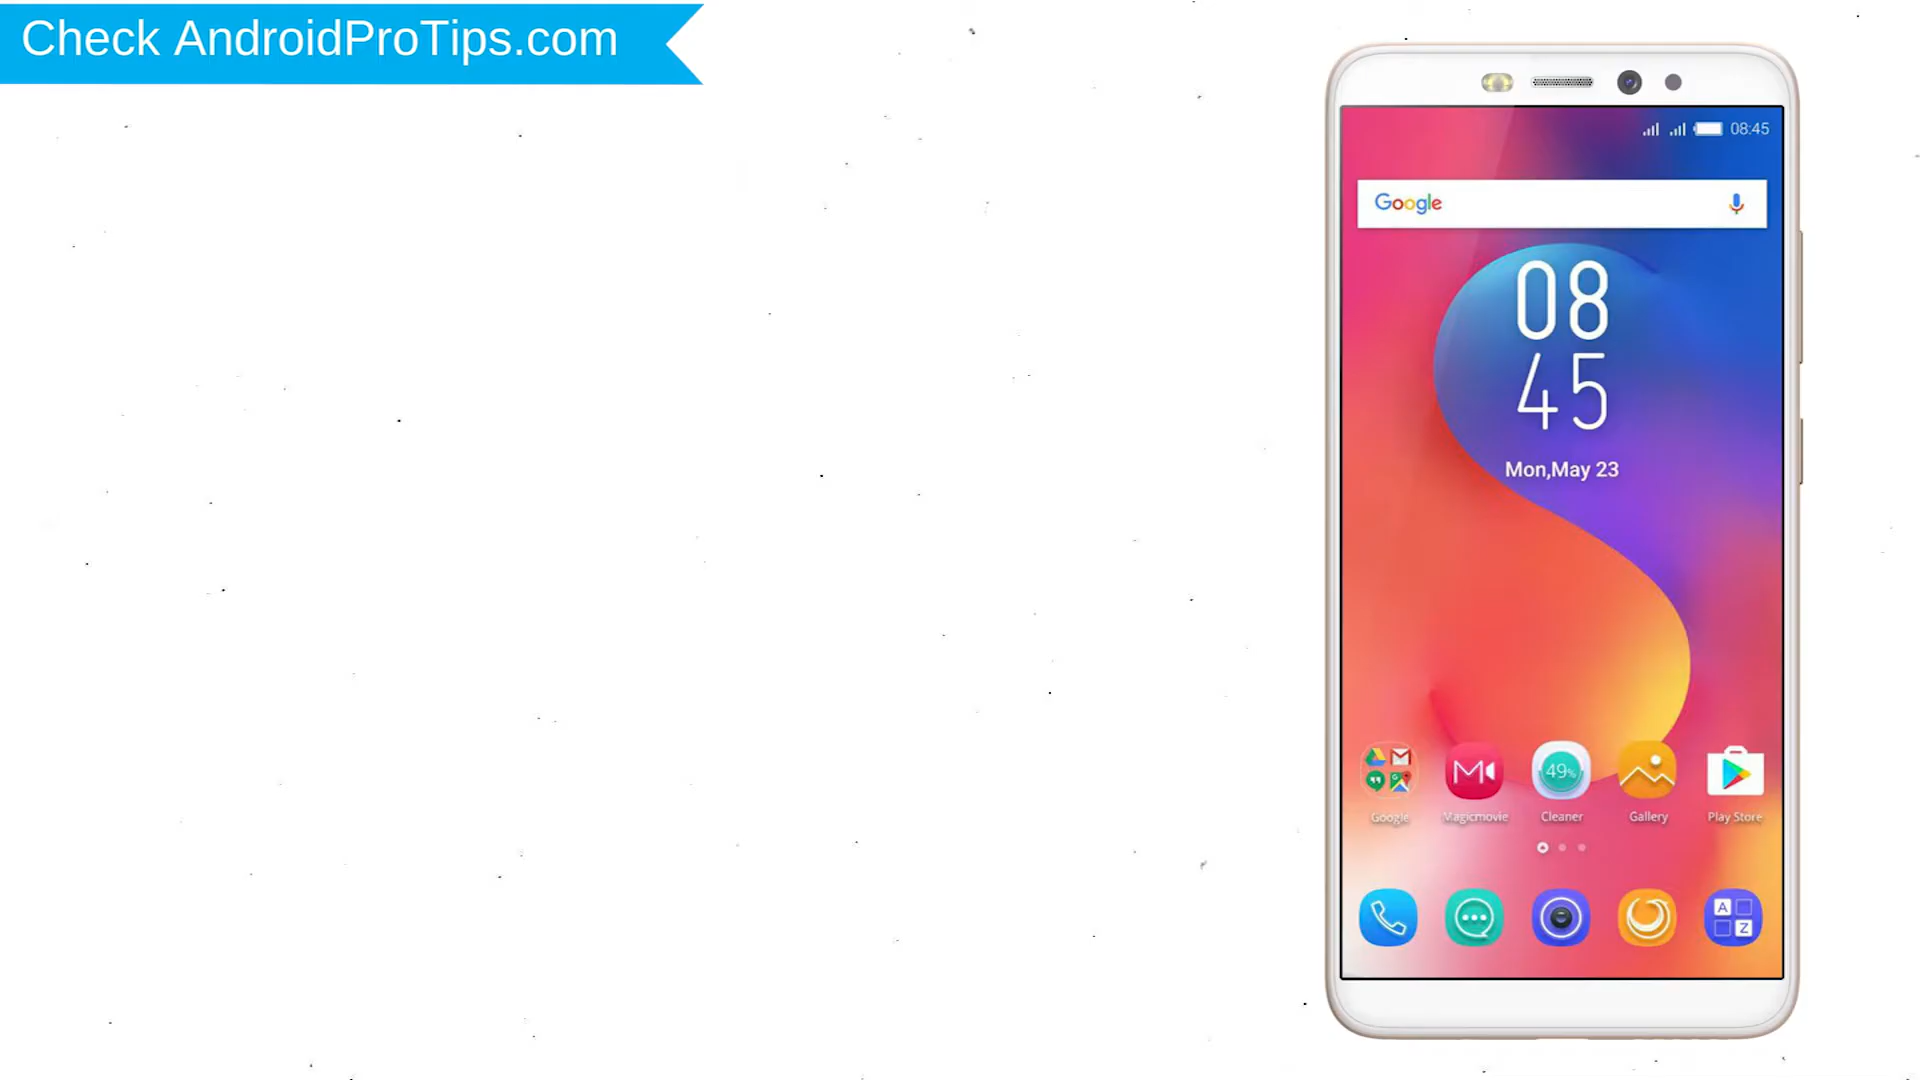 Check AndroidProTips.com
08:45
Google
08
45
Mon,May 23
49%
Google Magicmovie Cleaner Gallery Play Store
A
Z